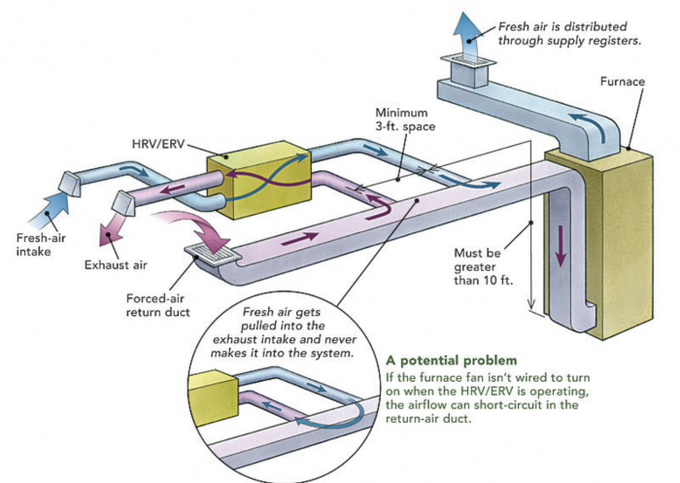 Fresh air is distributed
through supply registers.
Furnace
Minimum
3-ft. space
HRV/ERV
Fresh-air
intake
Exhaust air
Must be
greater
than 10 ft.
Forced-air
return duct
Fresh air gets
pulled into the
exhaust intake and never
makes it into the system.
A potential problem
If the furnace fan isn't wired to turn
on when the HRV/ERV is operating,
the airflow can short-circuit in the
return-air duct.